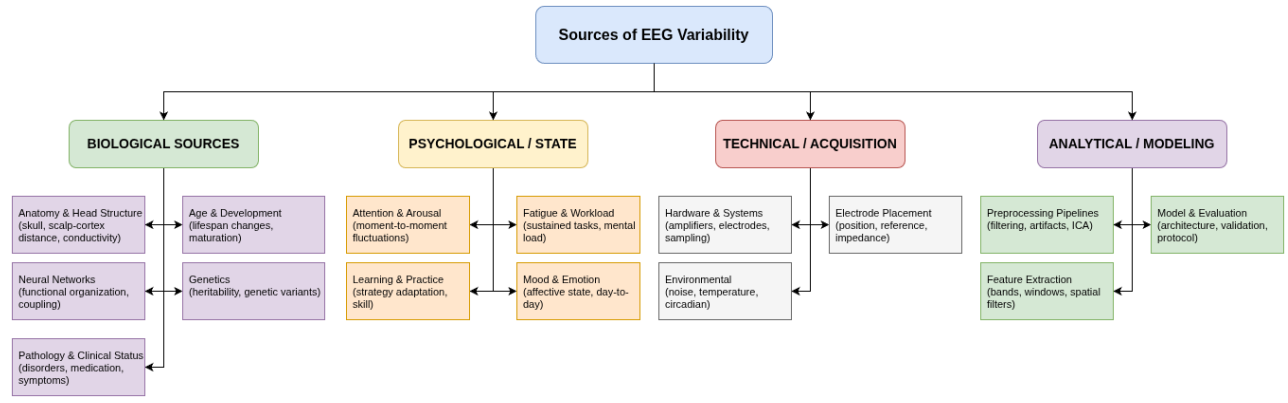 Sources of EEG Variability
BIOLOGICAL SOURCES
PSYCHOLOGICAL / STATE
TECHNICAL / ACQUISITION
ANALYTICAL / MODELING
Anatomy & Head Structure
(skull, scalp-cortex
distance, conductivity)
Age & Development
(lifespan changes,
maturation)
Neural Networks
(functional organization,
coupling)
Genetics
(heritability, genetic variants)
Pathology & Clinical Status
(disorders, medication,
symptoms)
Attention & Arousal
(moment-to-moment
fluctuations)
Fatigue & Workload
(sustained tasks, mental
load)
Learning & Practice
(strategy adaptation,
skill)
Mood & Emotion
(affective state, day-to-
day)
Hardware & Systems
(amplifiers, electrodes,
sampling)
Electrode Placement
(position, reference,
impedance)
Environmental
(noise, temperature,
circadian)
Preprocessing Pipelines
(filtering, artifacts, ICA)
Model & Evaluation
(architecture, validation,
protocol)
Feature Extraction
(bands, windows, spatial
filters)